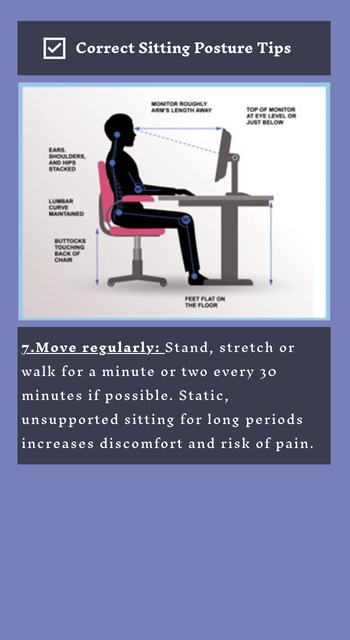 Correct Sitting Posture Tips
MONITOR ROUGHLY
ARM'S LENGTH AWAY
TOP OF MONITOR
AT EYE LEVEL OR
JUST BELOW
EARS,
SHOULDERS,
AND HIPS
STACKED
LUMBAR
CURVE
MAINTAINED
BUTTOCKS
TOUCHING
BACK OF
CHAIR
FEET FLAT ON
THE FLOOR
7.Move regularly: Stand, stretch or
walk for a minute or two every 30
minutes if possible. Static,
unsupported sitting for long periods
increases discomfort and risk of pain.